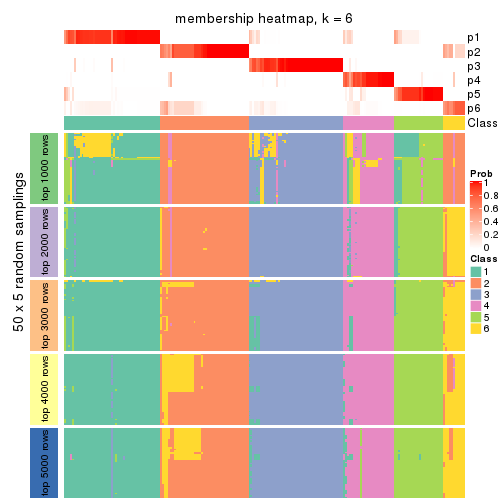 membership heatmap, k = 6
p1
p2
p3
p4
p5
p6
Class
50 x 5 random samplings
top 1000 rows
top 2000 rows
top 3000 rows
top 4000 rows
top 5000 rows
Prob
1
0.8
0.6
0.4
0.2
0
Class
1
2
3
4
5
6